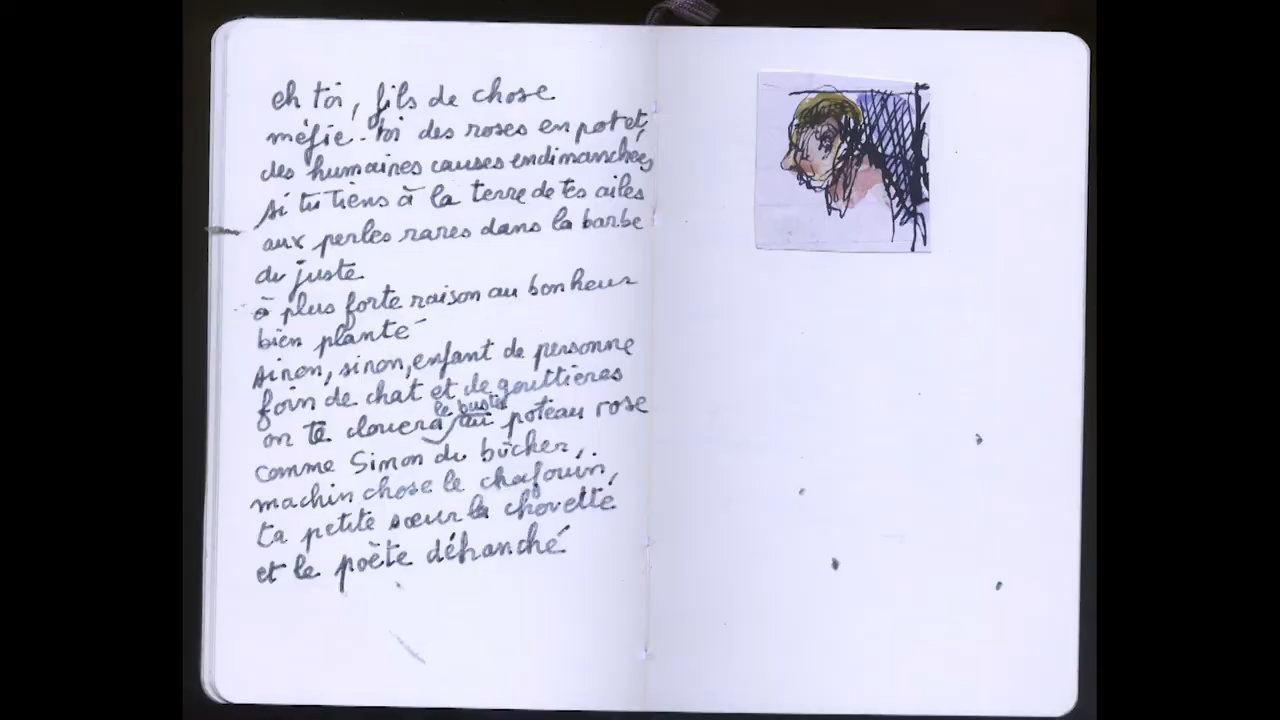 eh toi, fils de chose
méfie-toi des roses en pot et,
des humaines causes endimanchées
si tu tiens à la terre de tes ailes
aux perles rares dans la barbe
du juste
à plus forte raison au bonheur
bien planté
sinon, sinon, enfant de personne
foin de chat et de gouttières
on te clouera le buste au poteau rose
comme Simon du bûcher,
machin chose le chafouin,
ta petite sœur la chouette
et le poète déhanché